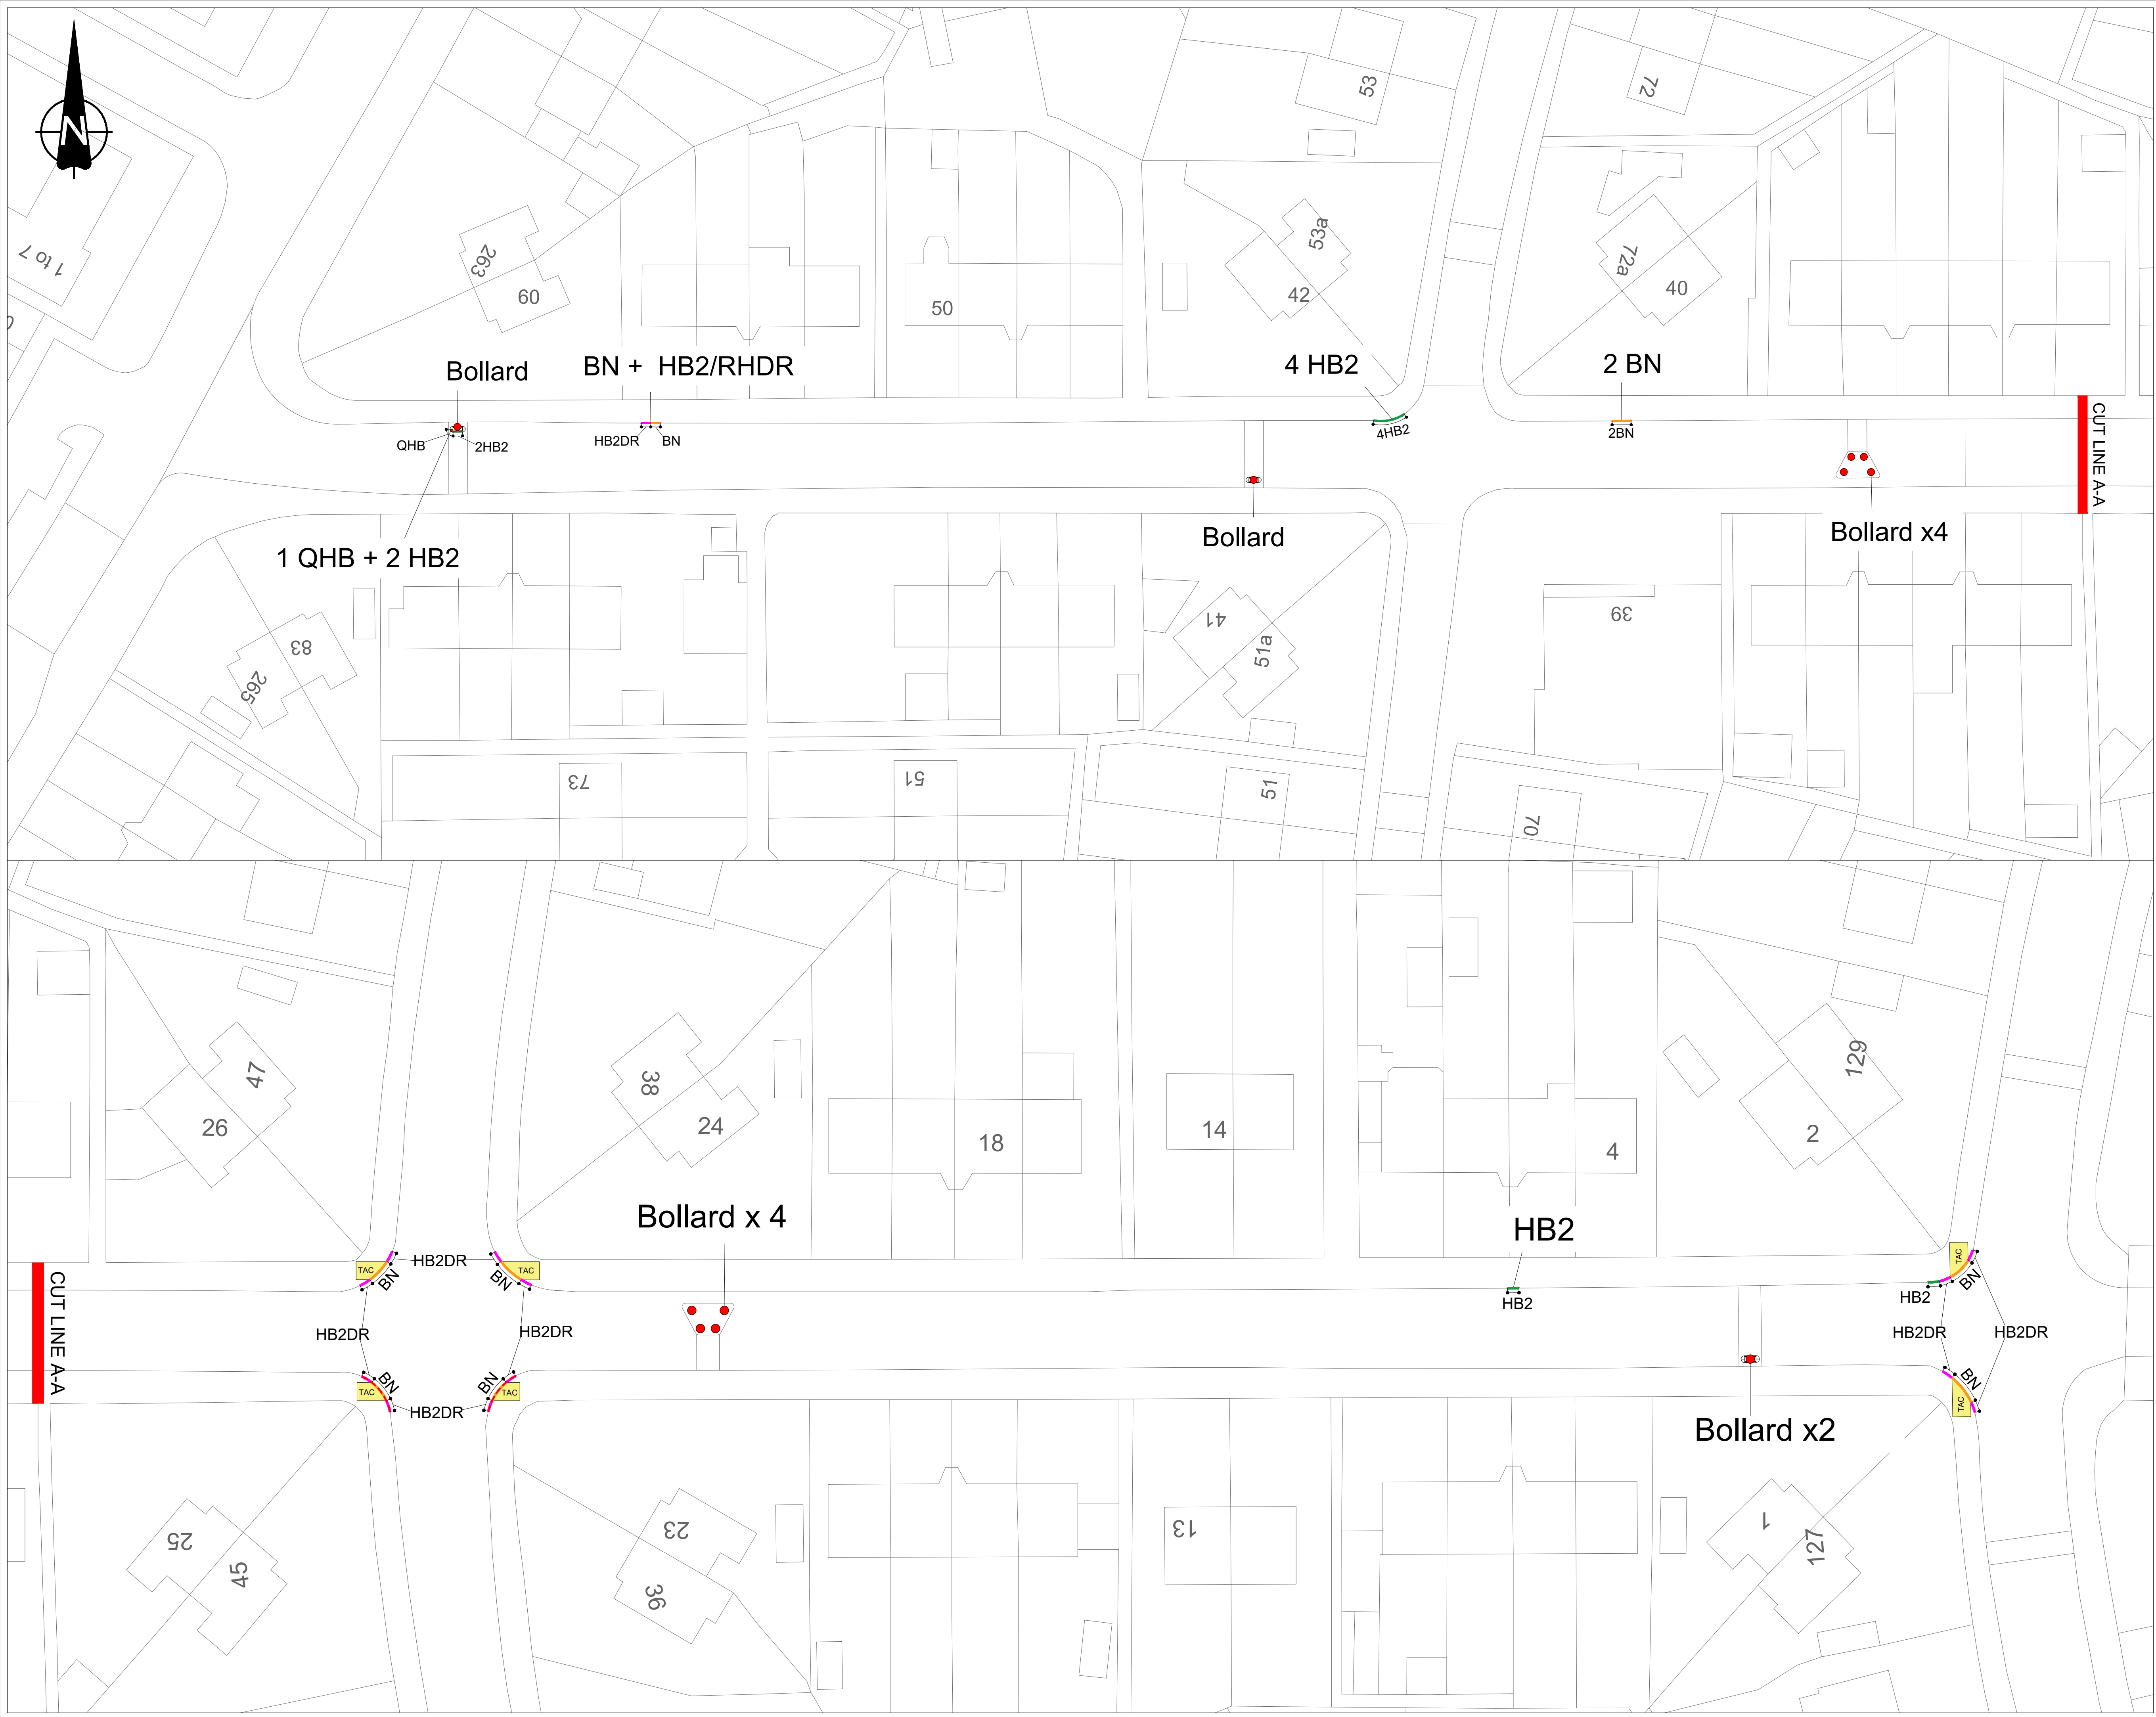 N
53
72
1 to 7
263
60
50
53a
42
72a
40
Bollard
BN + HB2/RHDR
4 HB2
2 BN
CUT LINE A-A
QHB
2HB2
HB2DR
BN
4HB2
2BN
1 QHB + 2 HB2
Bollard
Bollard x4
83
265
41
51a
39
73
51
51
70
47
26
38
24
18
14
4
129
2
Bollard x 4
HB2
CUT LINE A-A
TAC
BN
HB2DR
BN
TAC
HB2DR
HB2DR
TAC
BN
HB2DR
BN
TAC
HB2
TAC
BN
HB2
HB2DR
HB2DR
BN
TAC
Bollard x2
25
45
23
36
13
1
127